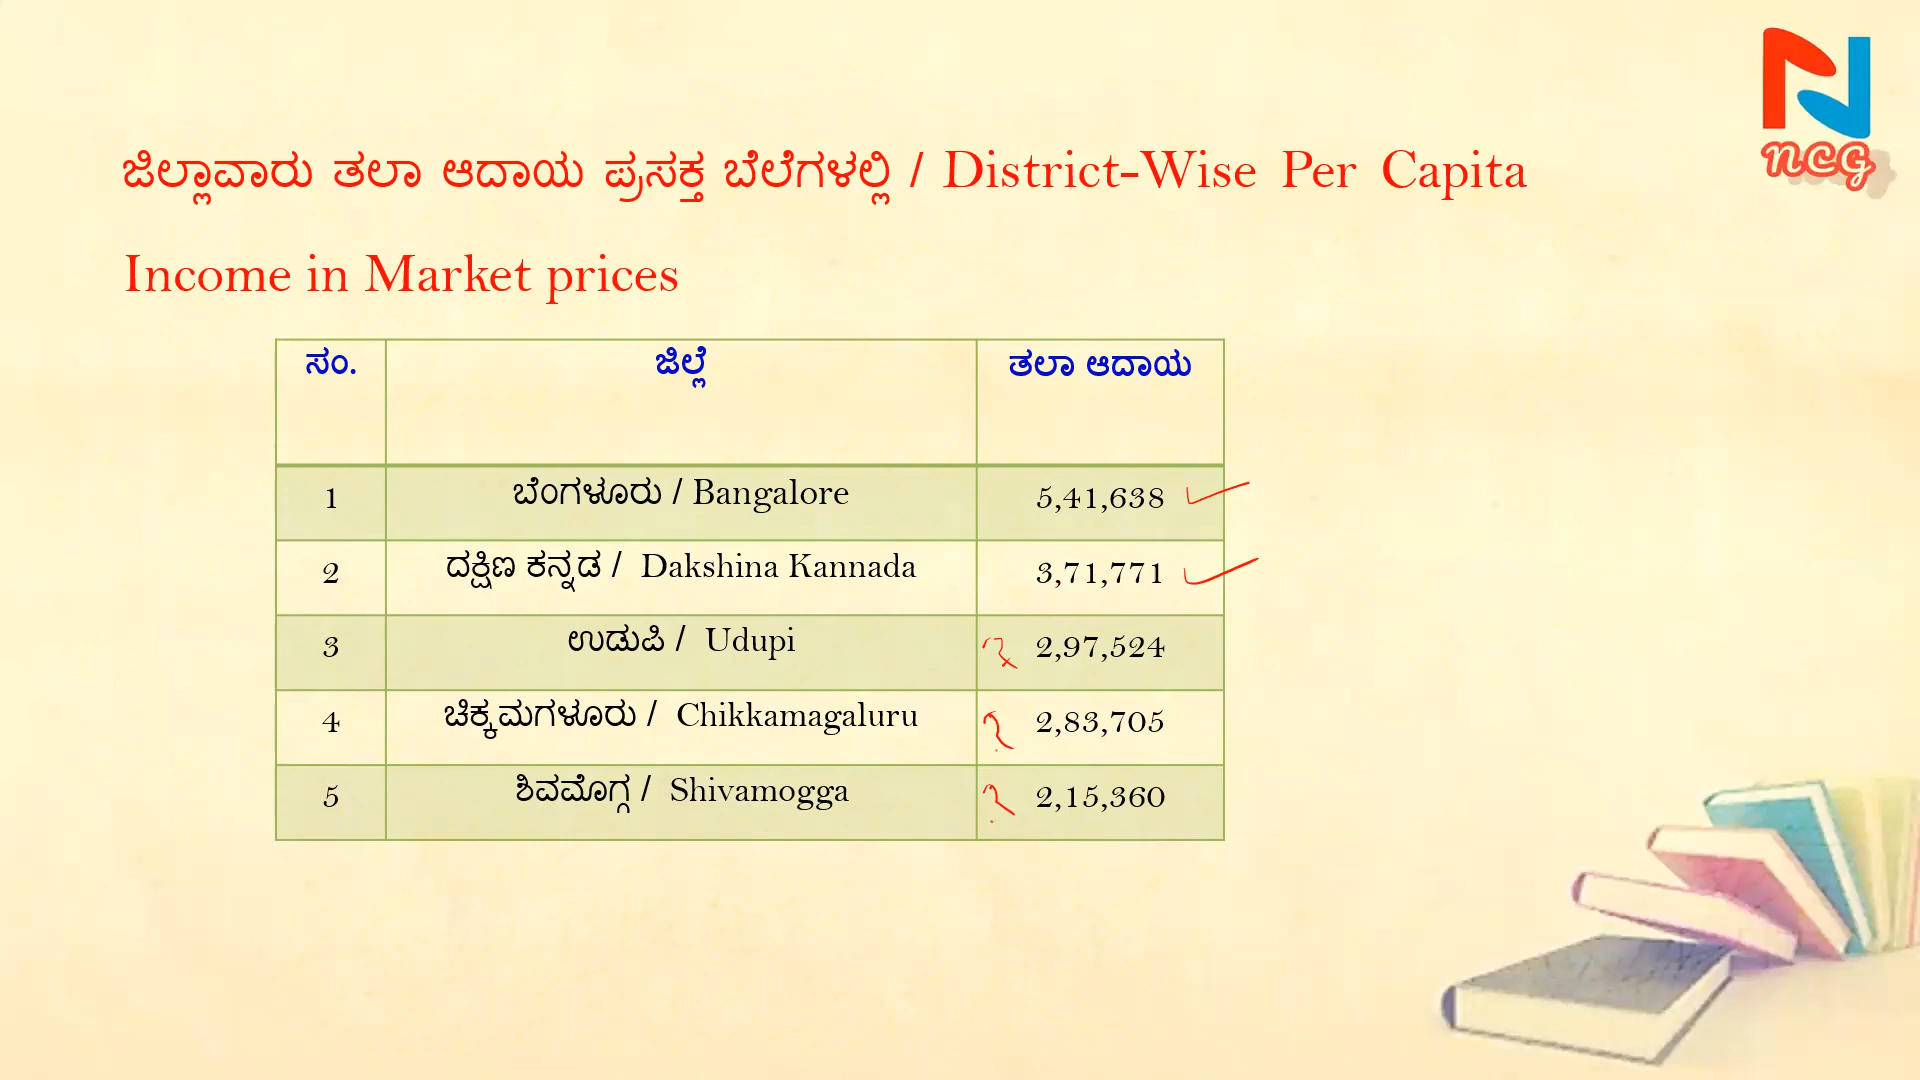 ncg
ಜಿಲ್ಲಾವಾರು ತಲಾ ಆದಾಯ ಪ್ರಸಕ್ತ ಬೆಲೆಗಳಲ್ಲಿ / District-Wise Per Capita
Income in Market prices
ಸಂ. ಜಿಲ್ಲೆ ತಲಾ ಆದಾಯ
1 ಬೆಂಗಳೂರು / Bangalore 5,41,638
2 ದಕ್ಷಿಣ ಕನ್ನಡ / Dakshina Kannada 3,71,771
3 ಉಡುಪಿ / Udupi 2,97,524
4 ಚಿಕ್ಕಮಗಳೂರು / Chikkamagaluru 2,83,705
5 ಶಿವಮೊಗ್ಗ / Shivamogga 2,15,360